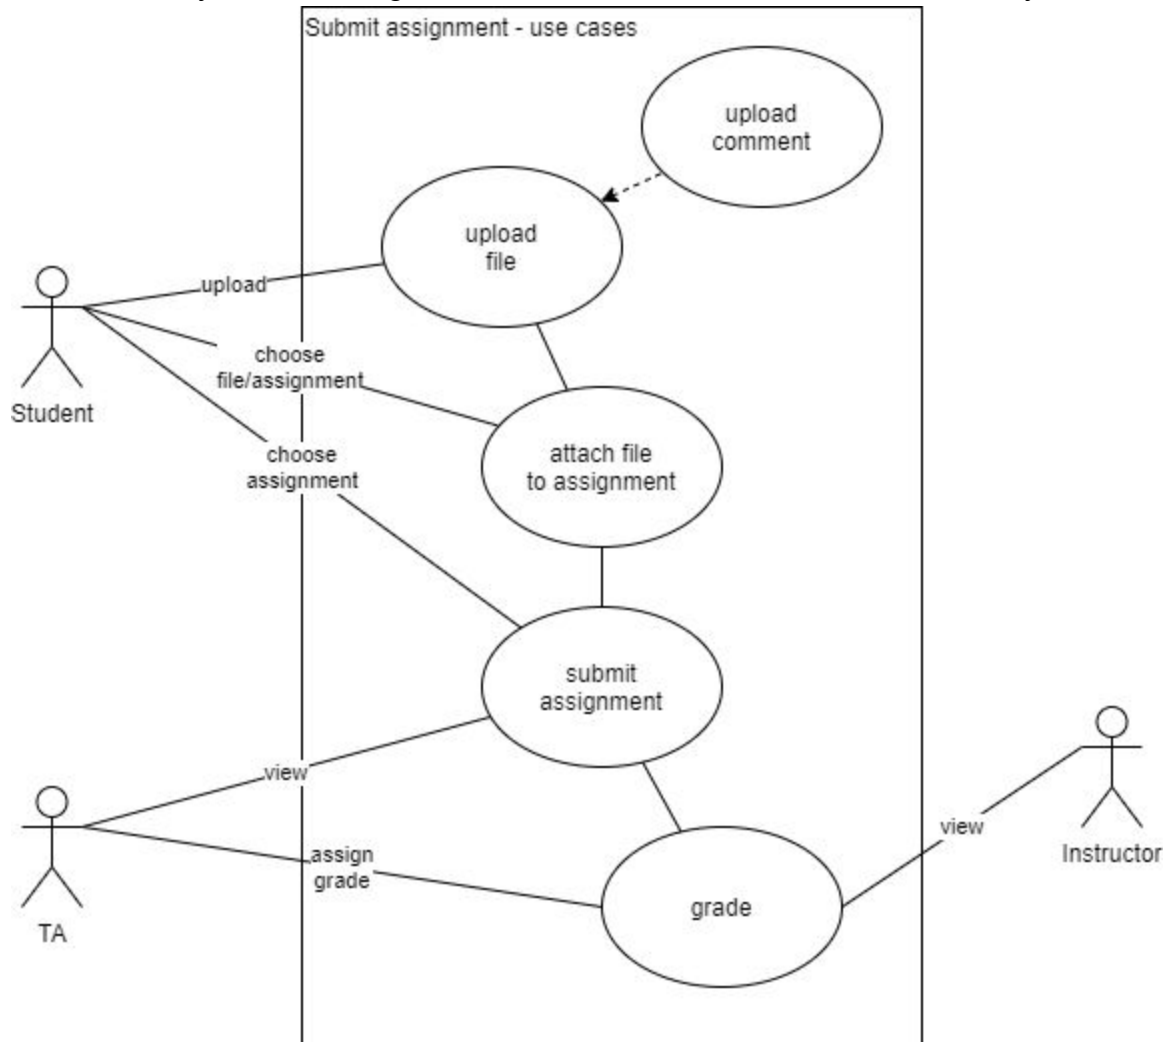 Submit assignment - use cases
upload
comment
upload
file
upload
choose
file/assignment
Student
choose
assignment
attach file
to assignment
submit
assignment
view
Instructor
view
assign
grade
grade
TA